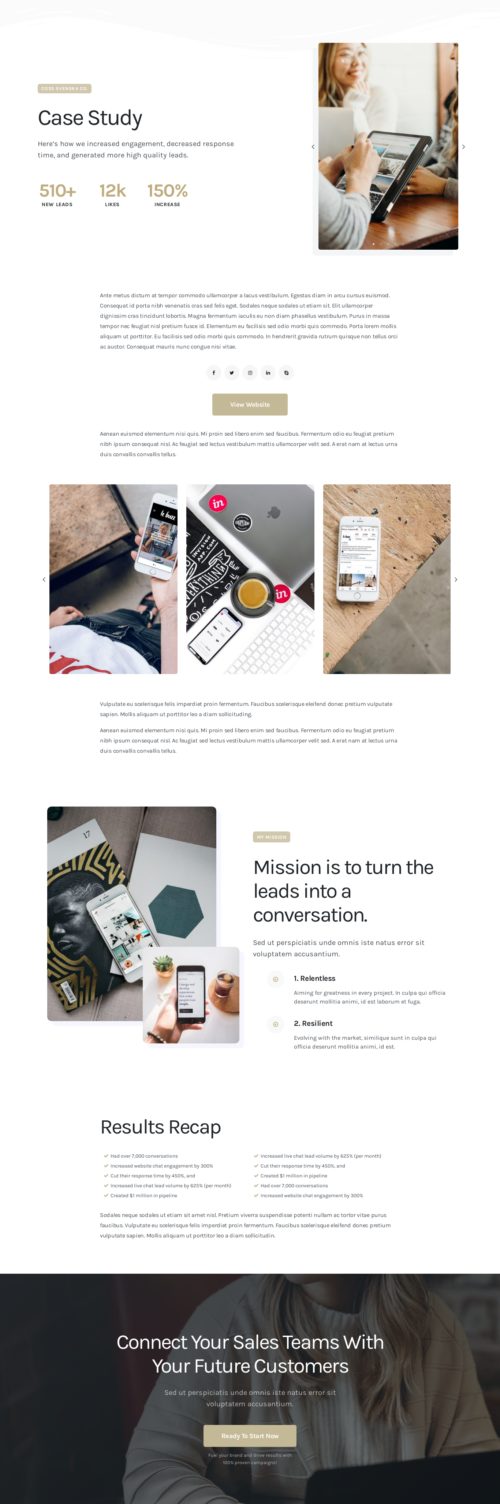 CODE SVENSKA CO.
Case Study
Here's how we increased engagement, decreased response
time, and generated more high quality leads.
510+ 12k 150%
NEW LEADS LIKES INCREASE
Ante metus dictum at tempor commodo ullamcorper a lacus vestibulum. Egestas diam in arcu cursus euismod.
Consequat id porta nibh venenatis cras sed felis eget. Sodales neque sodales ut etiam sit. Elit ullamcorper
dignissim cras tincidunt lobortis. Magna fermentum iaculis eu non diam phasellus vestibulum. Purus in massa
tempor nec feugiat nisl pretium fusce id. Elementum eu facilisis sed odio morbi quis commodo. Porta lorem mollis
aliquam ut porttitor. Eu facilisis sed odio morbi quis commodo. In hendrerit gravida rutrum quisque non tellus orci
ac auctor. Consequat mauris nunc congue nisi vitae.
View Website
Aenean euismod elementum nisi quis. Mi proin sed libero enim sed faucibus. Fermentum odio eu feugiat pretium
nibh ipsum consequat nisl. Ac feugiat sed lectus vestibulum mattis ullamcorper velit sed. A erat nam at lectus urna
duis convallis convallis tellus.
in
in
Vulputate eu scelerisque felis imperdiet proin fermentum. Faucibus scelerisque eleifend donec pretium vulputate
sapien. Mollis aliquam ut porttitor leo a diam sollicituding.
Aenean euismod elementum nisi quis. Mi proin sed libero enim sed faucibus. Fermentum odio eu feugiat pretium
nibh ipsum consequat nisl. Ac feugiat sed lectus vestibulum mattis ullamcorper velit sed. A erat nam at lectus urna
duis convallis convallis tellus.
17
MY MISSION
Mission is to turn the
leads into a
conversation.
Sed ut perspiciatis unde omnis iste natus error sit
voluptatem accusantium.
1. Relentless
Aiming for greatness in every project. In culpa qui officia
deserunt mollitia animi, id est laborum et fuga.
2. Resilient
Evolving with the market, similique sunt in culpa qui
officia deserunt mollitia animi, id est.
Results Recap
Had over 7,000 conversations
Increased website chat engagement by 300%
Cut their response time by 450%, and
Increased live chat lead volume by 625% (per month)
Created $1 million in pipeline
Increased live chat lead volume by 625% (per month)
Cut their response time by 450%, and
Created $1 million in pipeline
Had over 7,000 conversations
Increased website chat engagement by 300%
Sodales neque sodales ut etiam sit amet nisl. Pretium viverra suspendisse potenti nullam ac tortor vitae purus
faucibus. Vulputate eu scelerisque felis imperdiet proin fermentum. Faucibus scelerisque eleifend donec pretium
vulputate sapien. Mollis aliquam ut porttitor leo a diam sollicitudin.
Connect Your Sales Teams With
Your Future Customers
Sed ut perspiciatis unde omnis iste natus error sit
voluptatem accusantium.
Ready To Start Now
Fuel your brand and drive results with
100% proven campaigns!